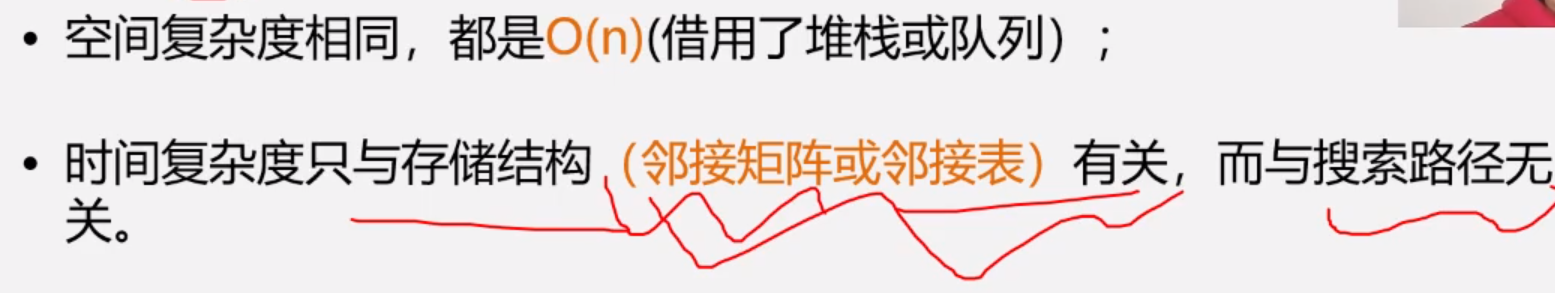 • 空间复杂度相同，都是O(n)(借用了堆栈或队列）；
• 时间复杂度只与存储结构（邻接矩阵或邻接表）有关，而与搜索路径无
关。